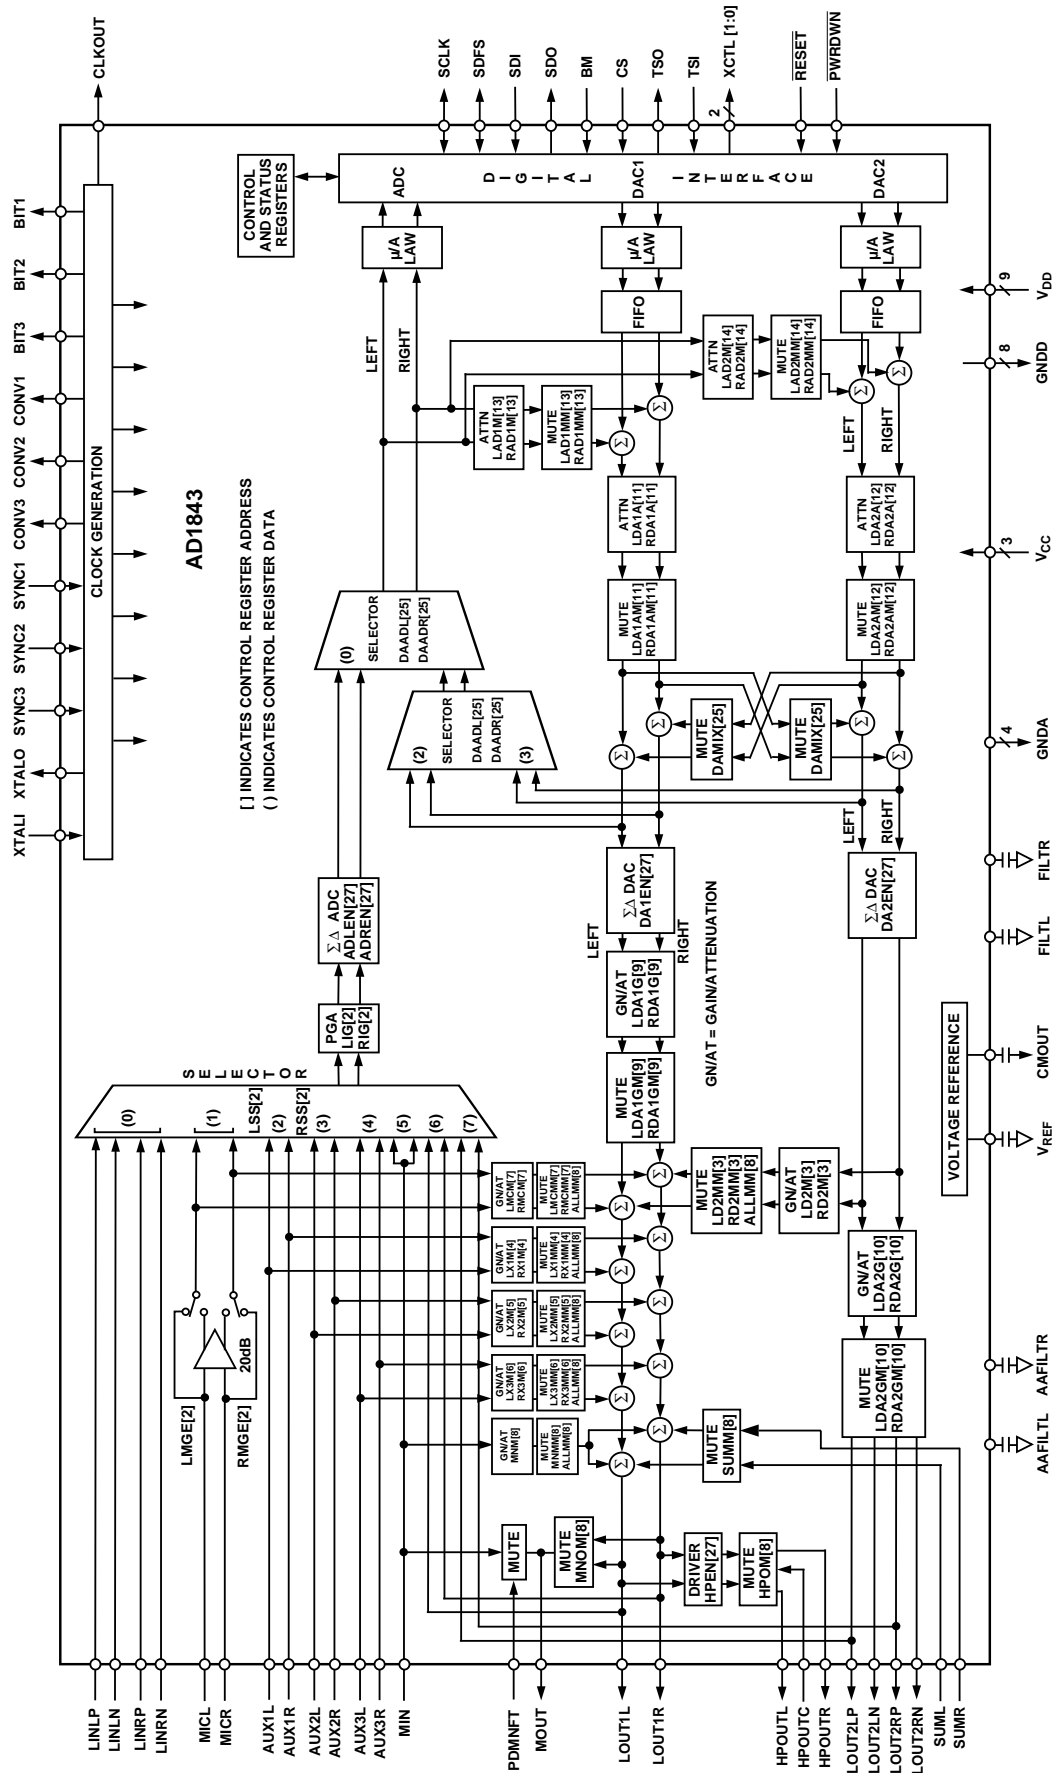 XTALI
XTALO
SYNC3
SYNC2
SYNC1
CONV3
CONV2
CONV1
BIT3
BIT2
BIT1
CLOCK GENERATION
CLKOUT
AD1843
[ ] INDICATES CONTROL REGISTER ADDRESS
( ) INDICATES CONTROL REGISTER DATA
CONTROL
AND STATUS
REGISTERS
SCLK
SDFS
SDI
SDO
BM
CS
TSO
TSI
XCTL [1:0]
2
RESET
PWRDWN
ADC
DIGITAL
DAC1
INTERFACE
DAC2
LINLP
LINLN
LINRP
LINRN
MICL
MICR
AUX1L
AUX1R
AUX2L
AUX2R
AUX3L
AUX3R
MIN
PDMNFT
MOUT
LOUT1L
LOUT1R
HPOUTL
HPOUTC
HPOUTR
LOUT2LP
LOUT2LN
LOUT2RP
LOUT2RN
SUML
SUMR
LMGE[2]
RMGE[2]
20dB
SELECTOR
(0)
(1)
LSS[2]
(2)
RSS[2]
(3)
(4)
(5)
(6)
(7)
PGA
LIG[2]
RIG[2]
ΣΔ ADC
ADLEN[27]
ADREN[27]
(0)
SELECTOR
DAADL[25]
DAADR[25]
(2)
SELECTOR
DAADL[25]
DAADR[25]
(3)
LEFT
RIGHT
µ/A
LAW
ATTN
LAD1M[13]
RAD1M[13]
MUTE
LAD1MM[13]
RAD1MM[13]
ATTN
LAD2M[14]
RAD2M[14]
MUTE
LAD2MM[14]
RAD2MM[14]
µ/A
LAW
FIFO
Σ
Σ
ATTN
LDA1A[11]
RDA1A[11]
MUTE
LDA1AM[11]
RDA1AM[11]
Σ
Σ
MUTE
DAMIX[25]
MUTE
DAMIX[25]
µ/A
LAW
FIFO
Σ
Σ
LEFT
RIGHT
ATTN
LDA2A[12]
RDA2A[12]
MUTE
LDA2AM[12]
RDA2AM[12]
Σ
Σ
LEFT
RIGHT
ΣΔ DAC
DA1EN[27]
LEFT
RIGHT
GN/AT
LDA1G[9]
RDA1G[9]
MUTE
LDA1GM[9]
RDA1GM[9]
GN/AT = GAIN/ATTENUATION
ΣΔ DAC
DA2EN[27]
GN/AT
LMCM[7]
RMCM[7]
MUTE
LMCMM[7]
RMCMM[7]
ALLMM[8]
Σ
Σ
MUTE
LD2MM[3]
RD2MM[3]
ALLMM[8]
GN/AT
LD2M[3]
RD2M[3]
GN/AT
LX1M[4]
RX1M[4]
MUTE
LX1MM[4]
RX1MM[4]
ALLMM[8]
Σ
Σ
GN/AT
LX2M[5]
RX2M[5]
MUTE
LX2MM[5]
RX2MM[5]
ALLMM[8]
Σ
Σ
GN/AT
LX3M[6]
RX3M[6]
MUTE
LX3MM[6]
RX3MM[6]
ALLMM[8]
Σ
Σ
GN/AT
MNM[8]
MUTE
MNMM[8]
ALLMM[8]
Σ
Σ
MUTE
SUMM[8]
GN/AT
LDA2G[10]
RDA2G[10]
MUTE
LDA2GM[10]
RDA2GM[10]
MUTE
MUTE
MNOM[8]
DRIVER
HPEN[27]
MUTE
HPOM[8]
VOLTAGE REFERENCE
AAFILTL
AAFILTR
VREF
CMOUT
FILTL
FILTR
GNDA
4
VCC
3
GNDD
8
VDD
9